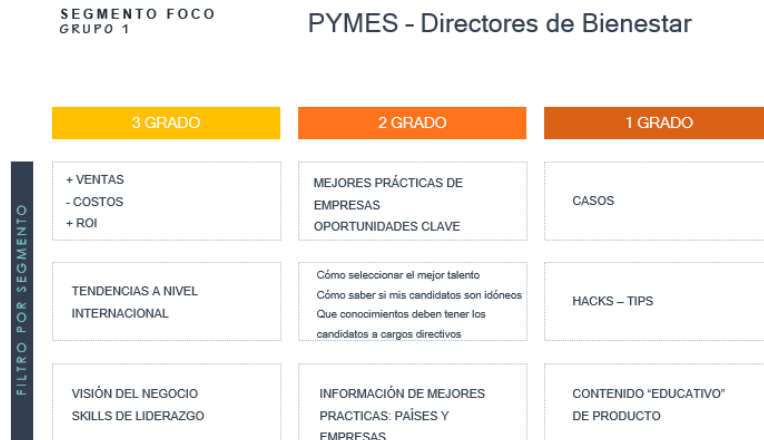 SEGMENTO FOCO
GRUPO 1
PYMES - Directores de Bienestar
3 GRADO
2 GRADO
1 GRADO
FILTRO POR SEGMENTO
+ VENTAS
- COSTOS
+ ROI
MEJORES PRÁCTICAS DE
EMPRESAS
OPORTUNIDADES CLAVE
CASOS
TENDENCIAS A NIVEL
INTERNACIONAL
Cómo seleccionar el mejor talento
Cómo saber si mis candidatos son idóneos
Que conocimientos deben tener los
candidatos a cargos directivos
HACKS – TIPS
VISIÓN DEL NEGOCIO
SKILLS DE LIDERAZGO
INFORMACIÓN DE MEJORES
PRACTICAS: PAÍSES Y
EMPRESAS
CONTENIDO “EDUCATIVO”
DE PRODUCTO